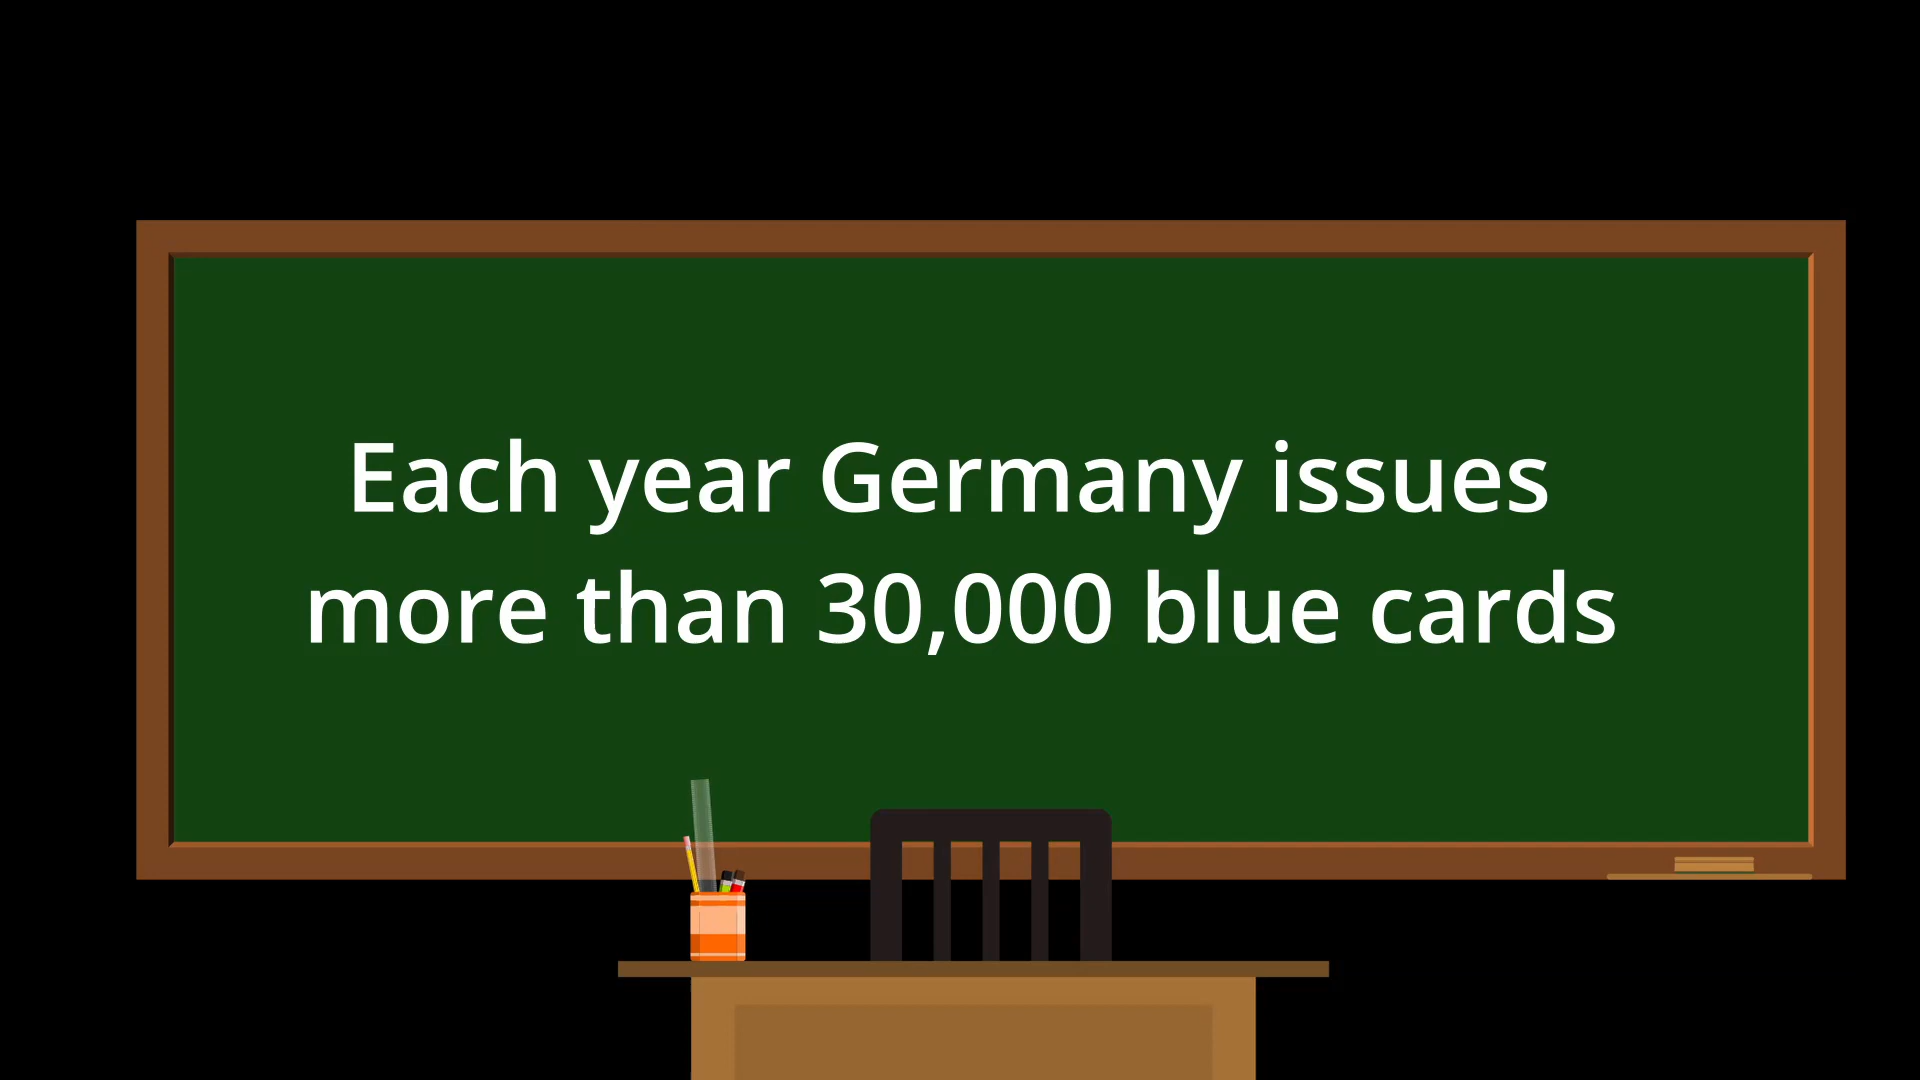 Each year Germany issues
more than 30,000 blue cards